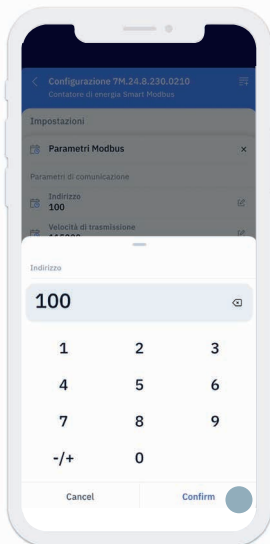 Configurazione 7M.24.8.230.0210
Contatore di energia Smart Modbus
Impostazioni
Parametri Modbus
Parametri di comunicazione
Indirizzo
100
Velocità di trasmissione
Indirizzo
100
1 2 3
4 5 6
7 8 9
-/+ 0
Cancel Confirm